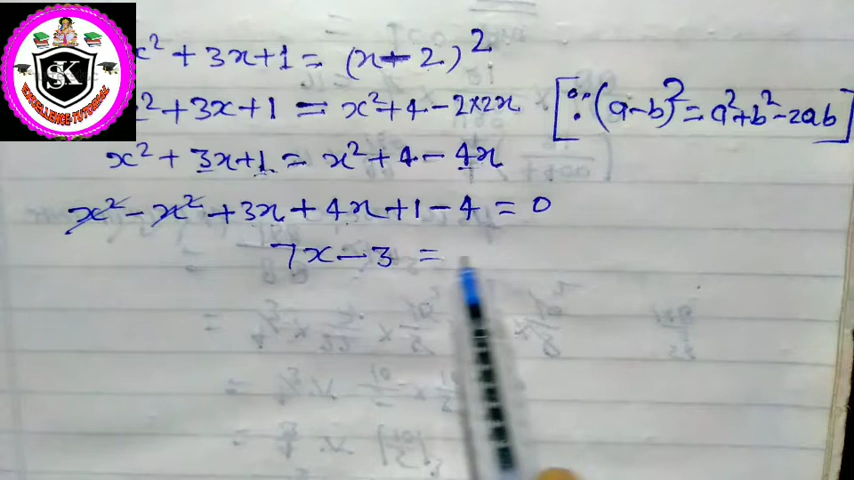 x² + 3x+1 = (x-2)²
SK
EXCELLENCE TUTORIAL
x²+3x+1 = x²+4-2×2x [∵(a-b)²=a²+b²-2ab]
x² + 3x+1 = x²+4-4x
x²-x²+3x+4x+1-4=0
7x-3 =